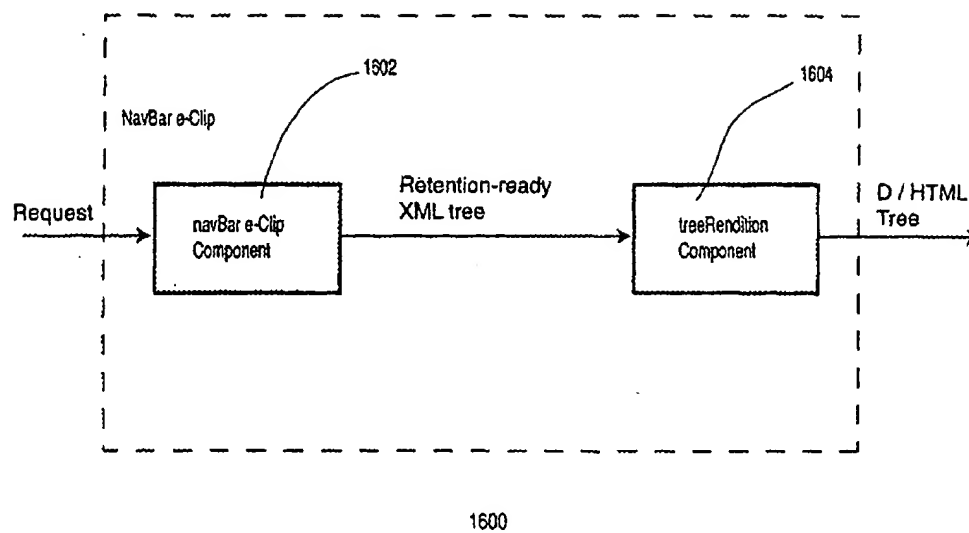 1602
1604
NavBar e-Clip
Request
navBar e-Clip
Component
Retention-ready
XML tree
treeRendition
Component
D / HTML
Tree
1600